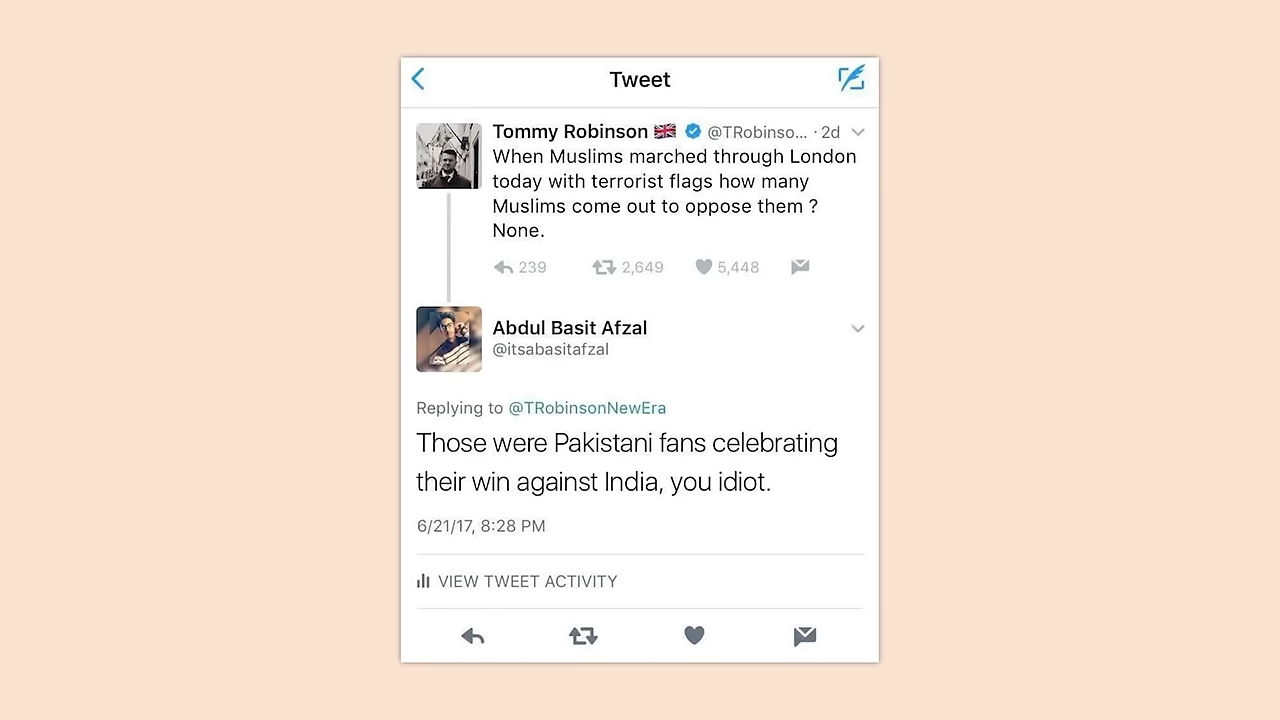 Tweet
Tommy Robinson 🇬🇧 @TRobinso... · 2d
When Muslims marched through London
today with terrorist flags how many
Muslims come out to oppose them ?
None.
239 2,649 5,448
Abdul Basit Afzal
@itsabasitafzal
Replying to @TRobinsonNewEra
Those were Pakistani fans celebrating
their win against India, you idiot.
6/21/17, 8:28 PM
VIEW TWEET ACTIVITY